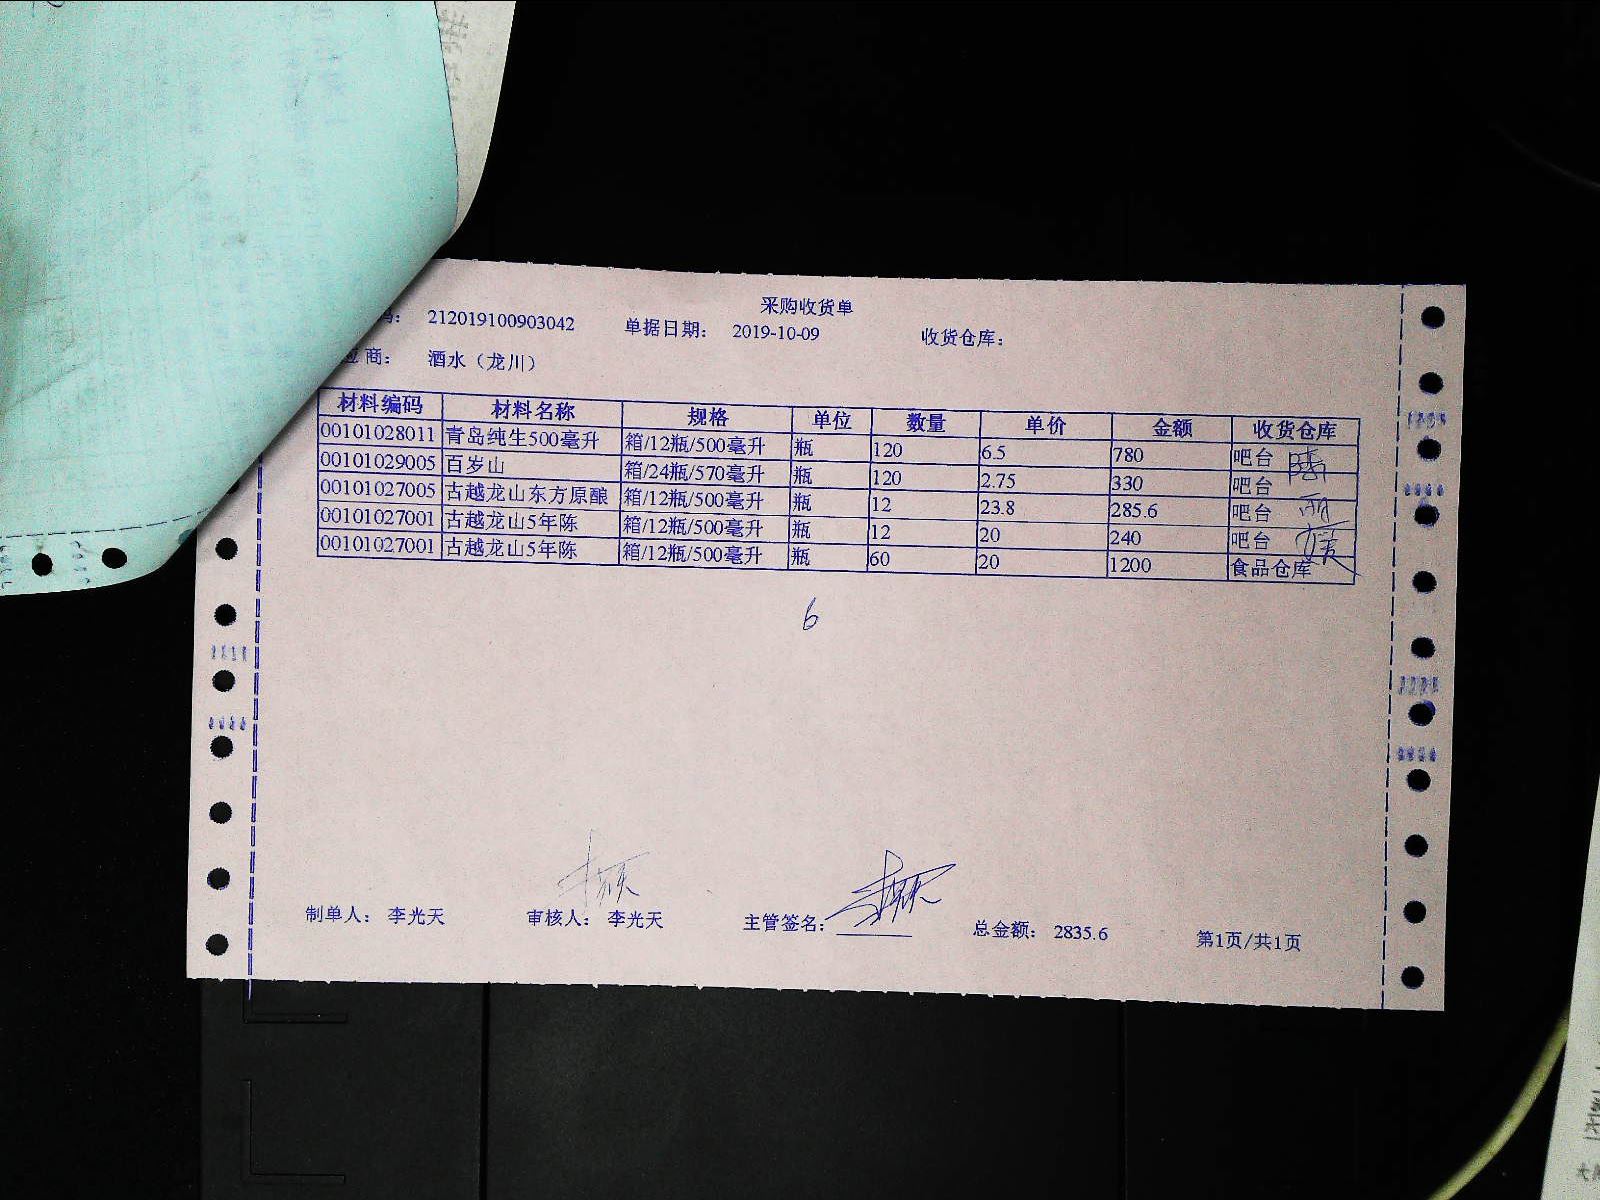 采购收货单
码： 212019100903042 单据日期： 2019-10-09 收货仓库：
应商： 酒水（龙川）
材料编码 材料名称 规格 单位 数量 单价 金额 收货仓库
00101028011 青岛纯生500毫升 箱/12瓶/500毫升 瓶 120 6.5 780 吧台
00101029005 百岁山 箱/24瓶/570毫升 瓶 120 2.75 330 吧台
00101027005 古越龙山东方原酿 箱/12瓶/500毫升 瓶 12 23.8 285.6 吧台
00101027001 古越龙山5年陈 箱/12瓶/500毫升 瓶 12 20 240 吧台
00101027001 古越龙山5年陈 箱/12瓶/500毫升 瓶 60 20 1200 食品仓库
6
制单人： 李光天 审核人： 李光天 主管签名： 总金额： 2835.6 第1页/共1页